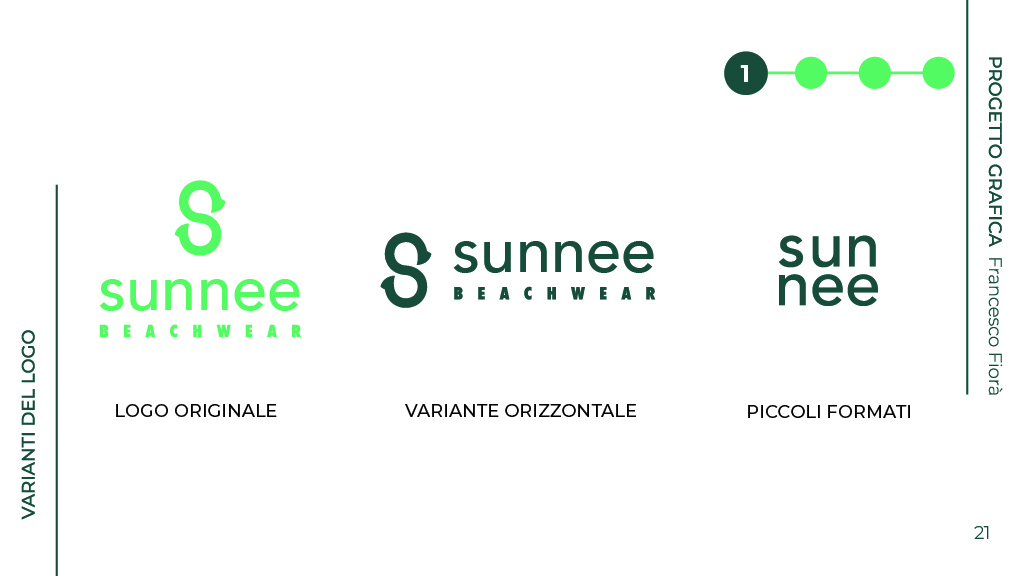 1
PROGETTO GRAFICA Francesco Fiorà
VARIANTI DEL LOGO
sunnee
BEACHWEAR
LOGO ORIGINALE
sunnee
BEACHWEAR
VARIANTE ORIZZONTALE
sun
nee
PICCOLI FORMATI
21